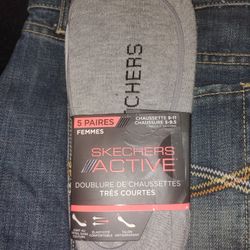 SKECHERS
5 PAIRES
FEMMES
CHAUSSETTE 9-11
CHAUSSURE 5-9.5
SKECHERS
ACTIVE
DOUBLURE DE CHAUSSETTES
TRÈS COURTES